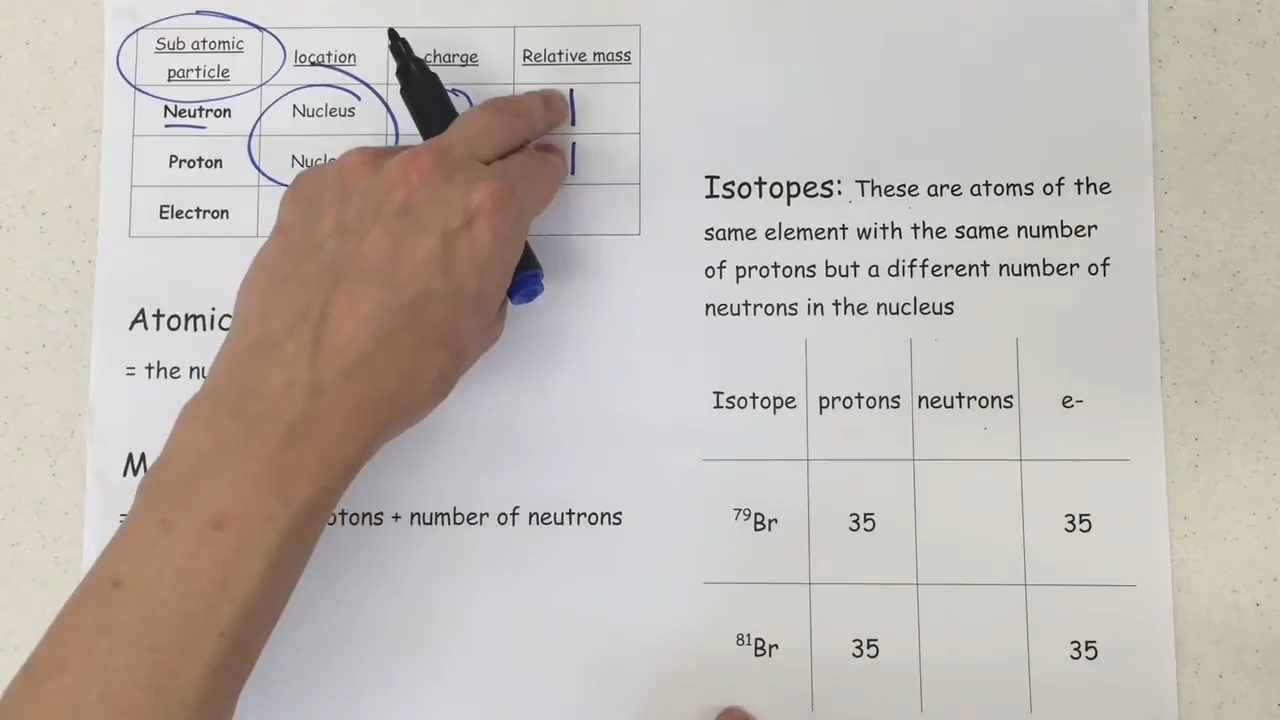 Sub atomic
particle
location
charge
Relative mass
Neutron
Nucleus
1
Proton
1
Electron
Atomic
= the
otons + number of neutrons
Isotopes: These are atoms of the
same element with the same number
of protons but a different number of
neutrons in the nucleus
Isotope protons neutrons e-
79Br 35 35
81Br 35 35